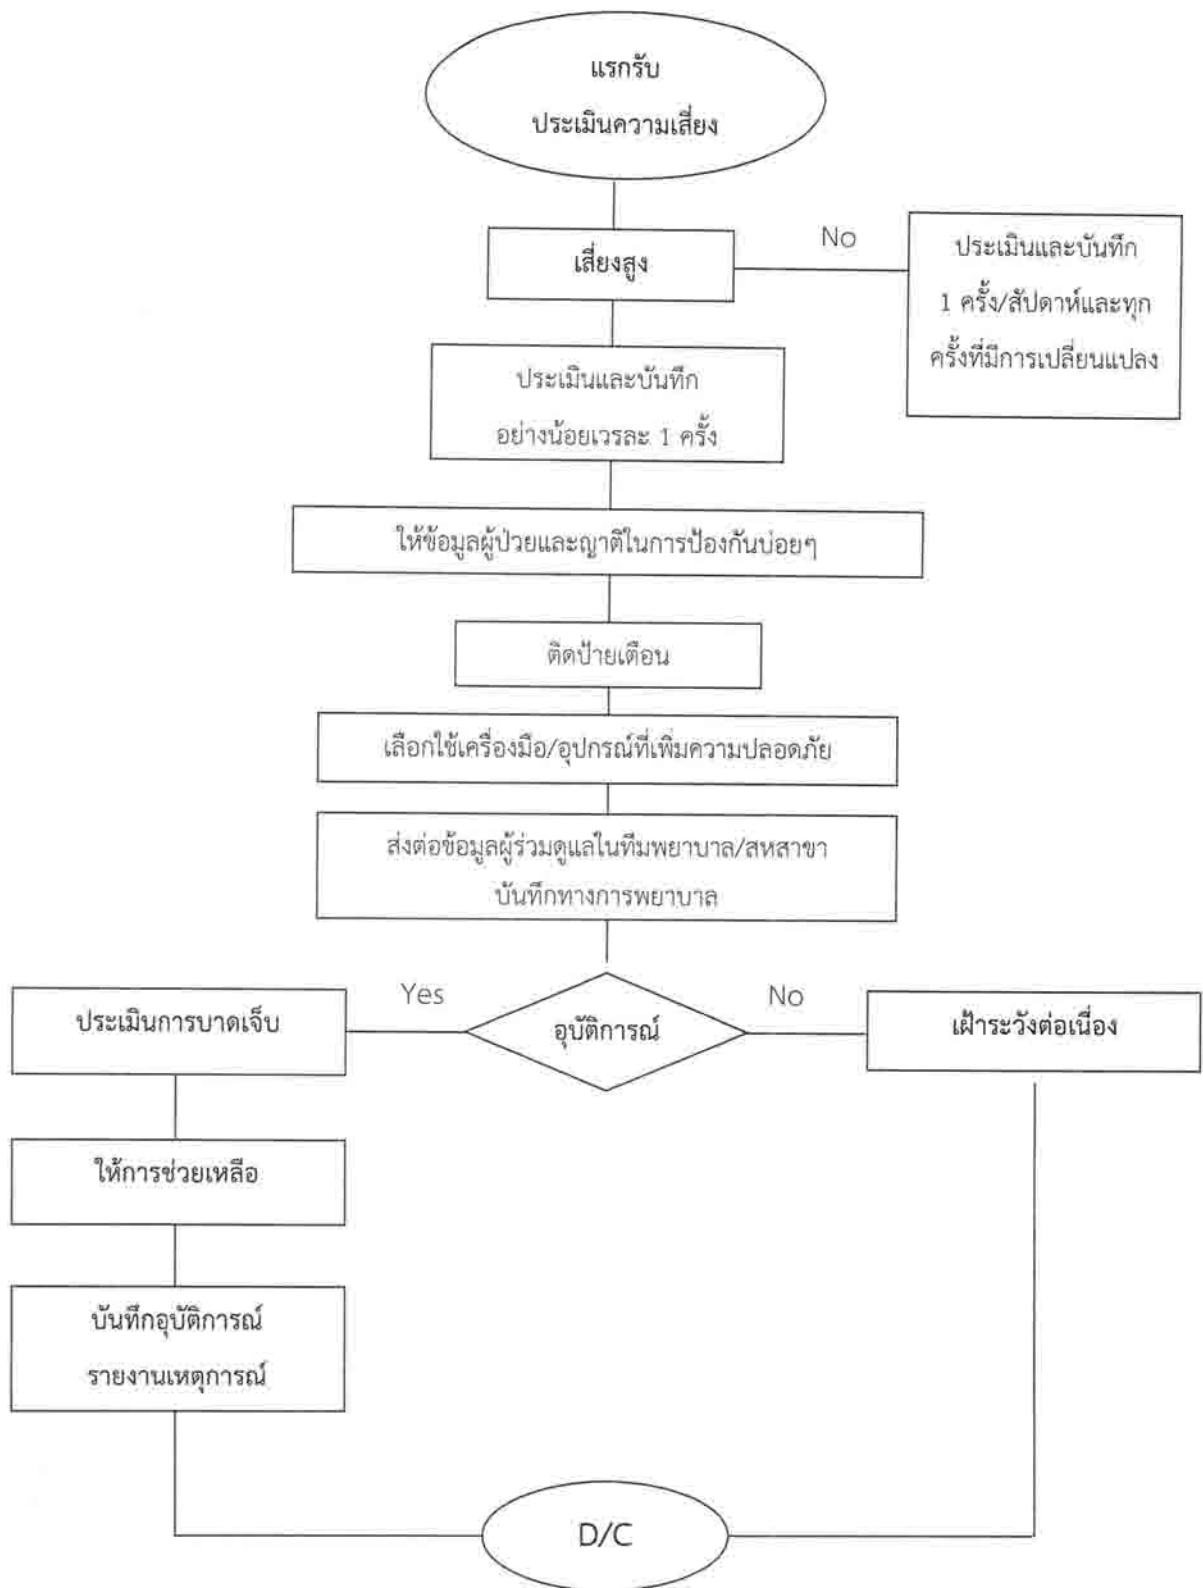 แรกรับ
ประเมินความเสี่ยง
เสี่ยงสูง
No
ประเมินและบันทึก
1 ครั้ง/สัปดาห์และทุก
ครั้งที่มีการเปลี่ยนแปลง
ประเมินและบันทึก
อย่างน้อยเวรละ 1 ครั้ง
ให้ข้อมูลผู้ป่วยและญาติในการป้องกันบ่อยๆ
ติดป้ายเตือน
เลือกใช้เครื่องมือ/อุปกรณ์ที่เพิ่มความปลอดภัย
ส่งต่อข้อมูลผู้ร่วมดูแลในทีมพยาบาล/สหสาขา
บันทึกทางการพยาบาล
ประเมินการบาดเจ็บ
Yes
อุบัติการณ์
No
เฝ้าระวังต่อเนื่อง
ให้การช่วยเหลือ
บันทึกอุบัติการณ์
รายงานเหตุการณ์
D/C